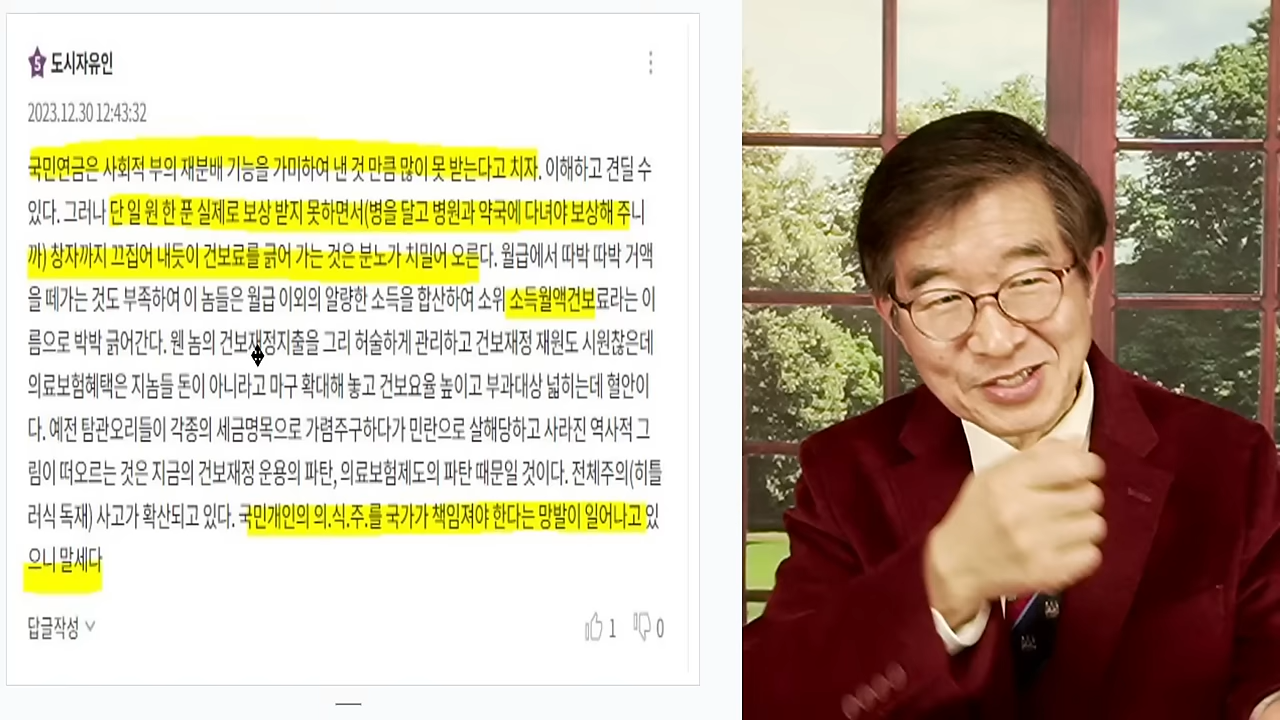 5 도시자유인
2023.12.30 12:43:32
국민연금은 사회적 부의 재분배 기능을 가미하여 낸 것 만큼 많이 못 받는다고 치자. 이해하고 견딜 수
있다. 그러나 단 일 원 한 푼 실제로 보상 받지 못하면서(병을 달고 병원과 약국에 다녀야 보상해 주니
까) 창자까지 끄집어 내듯이 건보료를 긁어 가는 것은 분노가 치밀어 오른다. 월급에서 따박 따박 거액
을 떼가는 것도 부족하여 이 놈들은 월급 이외의 알량한 소득을 합산하여 소위 소득월액건보료라는 이
름으로 박박 긁어간다. 웬 놈의 건보재정지출을 그리 허술하게 관리하고 건보재정 재원도 시원찮은데
의료보험혜택은 지놈들 돈이 아니라고 마구 확대해 놓고 건보요율 높이고 부과대상 넓히는데 혈안이
다. 예전 탐관오리들이 각종의 세금명목으로 가렴주구하다가 민란으로 살해당하고 사라진 역사적 그
림이 떠오르는 것은 지금의 건보재정 운용의 파탄, 의료보험제도의 파탄 때문일 것이다. 전체주의(히틀
러식 독재) 사고가 확산되고 있다. 국민개인의 의.식.주.를 국가가 책임져야 한다는 망발이 일어나고 있
으니 말세다
답글작성
1 0